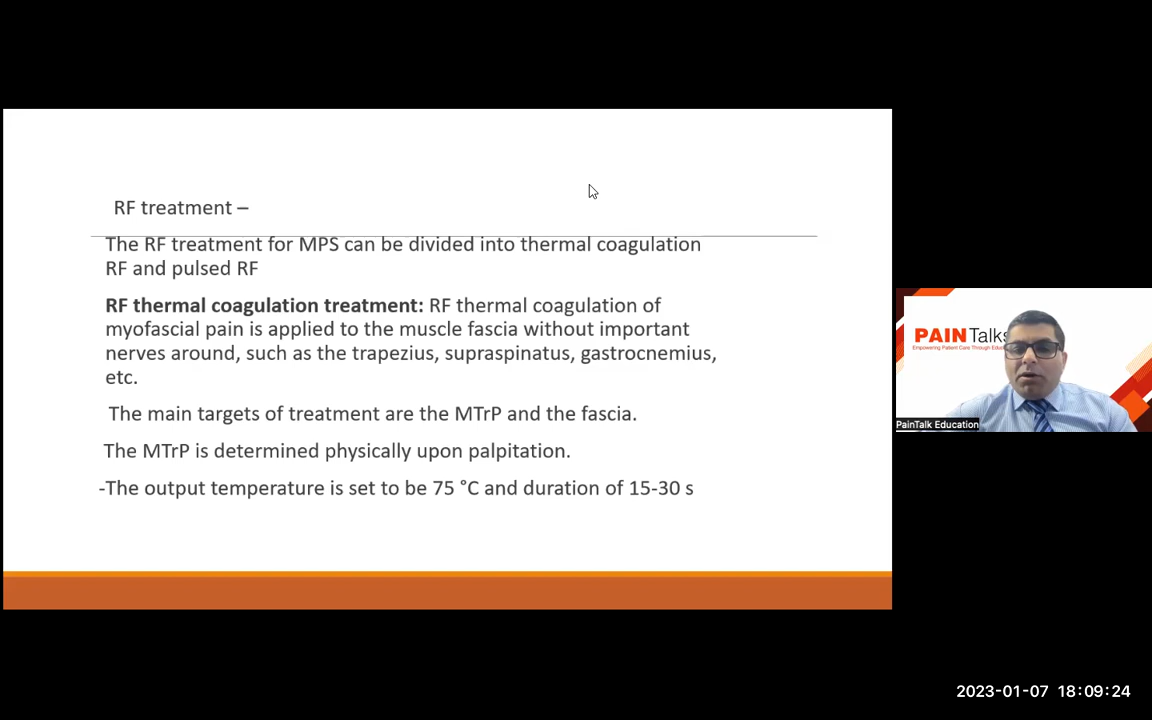 RF treatment –
The RF treatment for MPS can be divided into thermal coagulation
RF and pulsed RF
RF thermal coagulation treatment: RF thermal coagulation of
myofascial pain is applied to the muscle fascia without important
nerves around, such as the trapezius, supraspinatus, gastrocnemius,
etc.
The main targets of treatment are the MTrP and the fascia.
The MTrP is determined physically upon palpitation.
-The output temperature is set to be 75 °C and duration of 15-30 s
PAIN Talks
Empowering Patient Care Through
PainTalk Education
2023-01-07 18:09:24